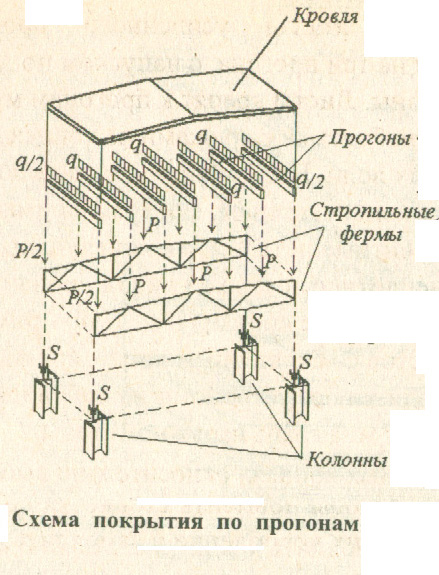 Кровля
Прогоны
q/2
q
q
q
q
q
q/2
Стропильные
фермы
P/2
P
P
P
P
P/2
S
S
S
S
Колонны
Схема покрытия по прогонам